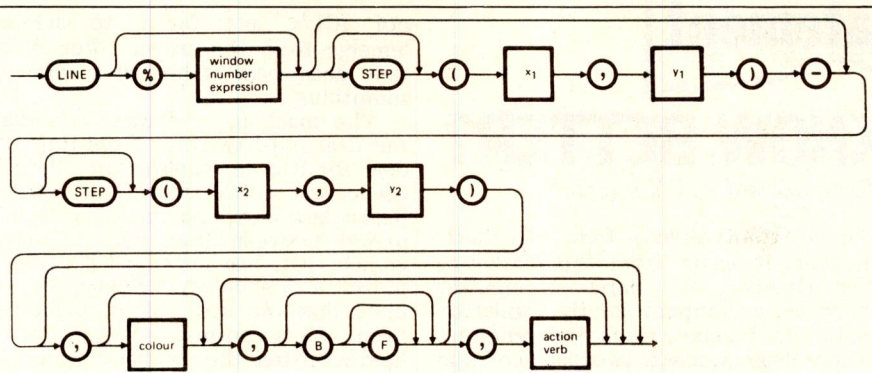 window
LINE % number STEP ( x₁ , y₁ ) –
expression
STEP ( x₂ , y₂ )
, colour , B F , action
verb